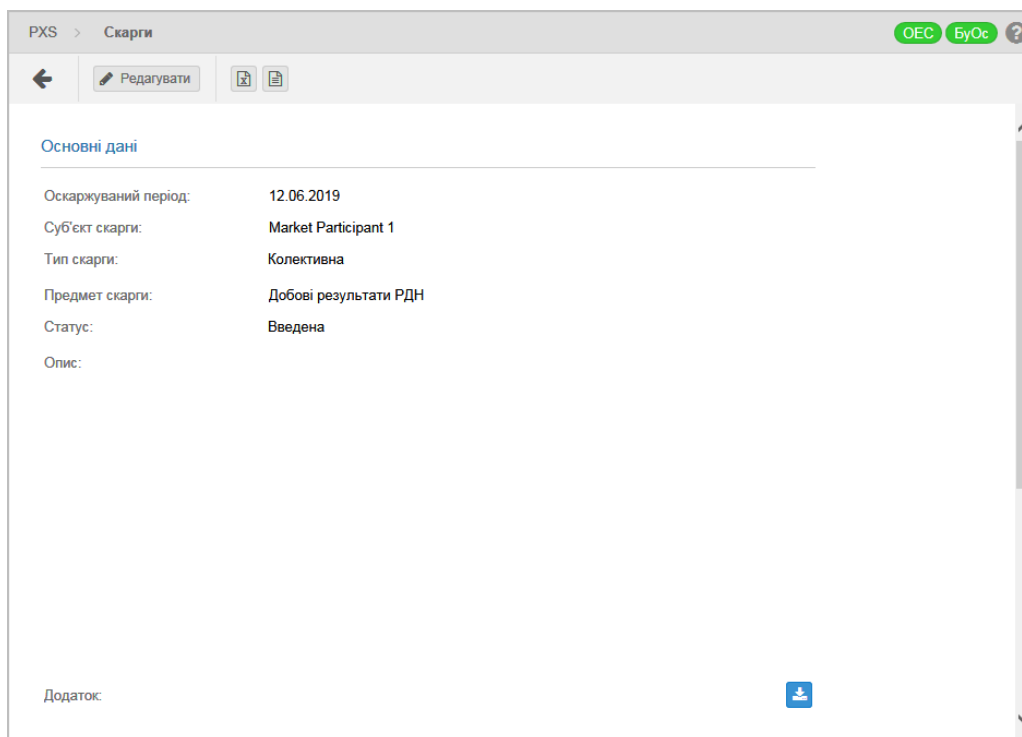 PXS > Скарги ОЕС БуОс ?
Редагувати
Основні дані
Оскаржуваний період: 12.06.2019
Суб'єкт скарги: Market Participant 1
Тип скарги: Колективна
Предмет скарги: Добові результати РДН
Статус: Введена
Опис:
Додаток: